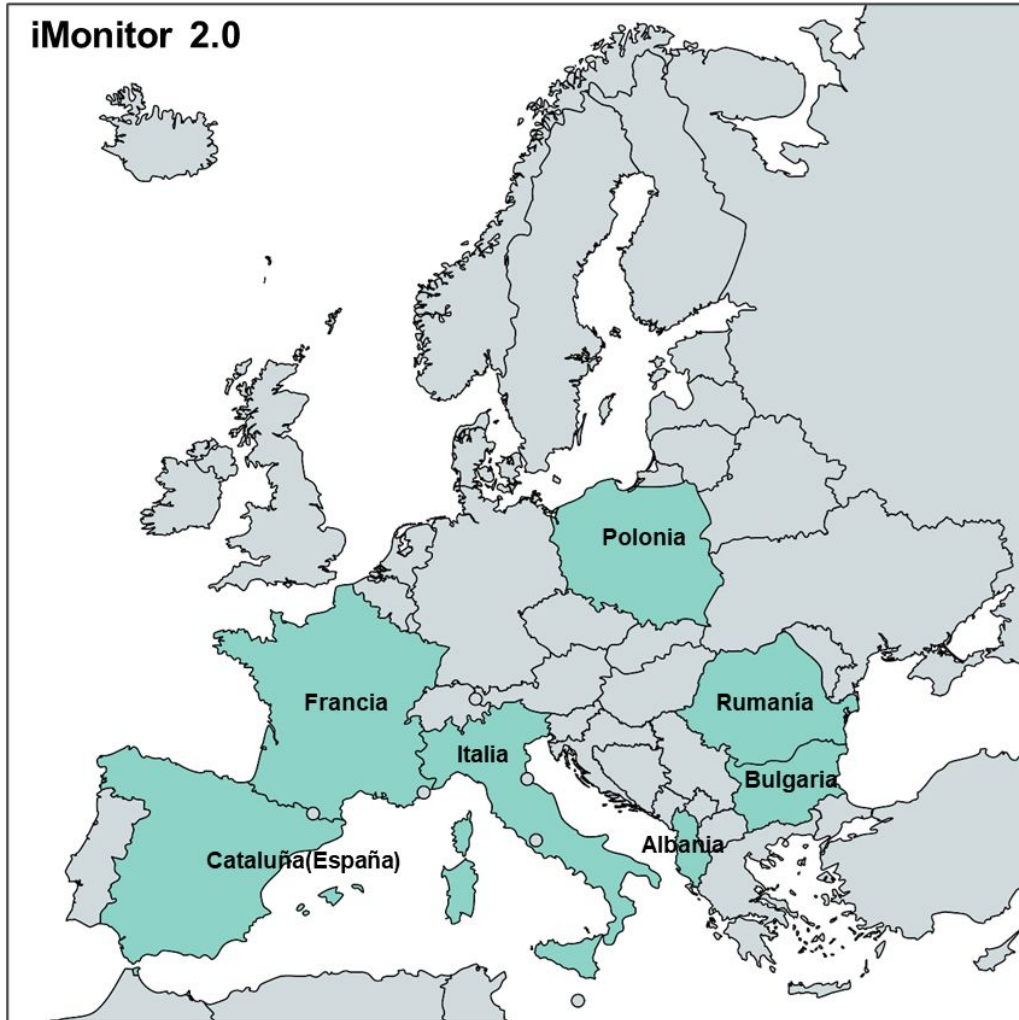 iMonitor 2.0
Polonia
Francia
Rumanía
Italia
Bulgaria
Albania
Cataluña(España)